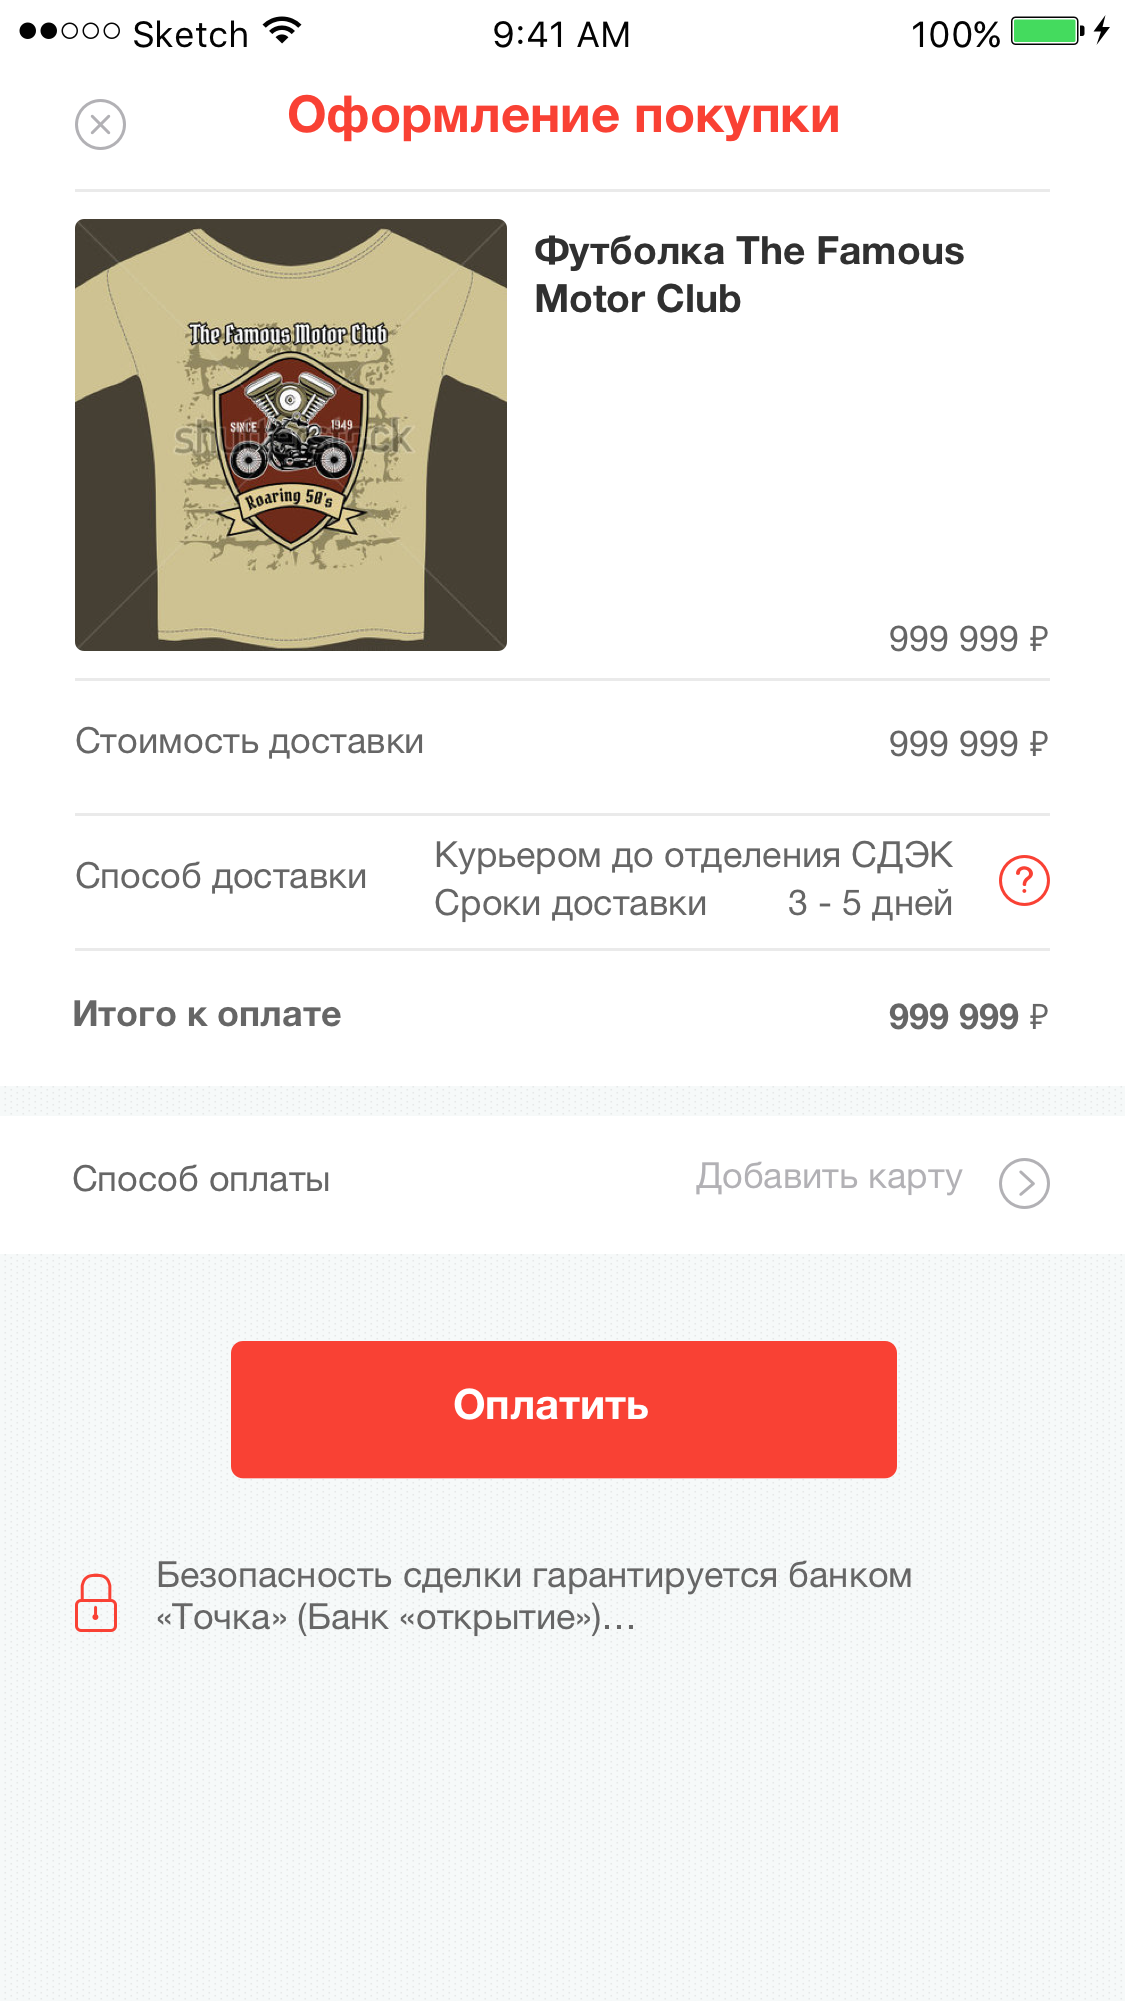 Sketch 9:41 AM 100%
Оформление покупки
Футболка The Famous
Motor Club
The Famous Motor Club
SINCE 1949
shutterstock
Roaring 50's
999 999 ₽
Стоимость доставки 999 999 ₽
Способ доставки
Курьером до отделения СДЭК
Сроки доставки 3 - 5 дней
?
Итого к оплате 999 999 ₽
Способ оплаты Добавить карту
Оплатить
Безопасность сделки гарантируется банком
«Точка» (Банк «открытие»)...